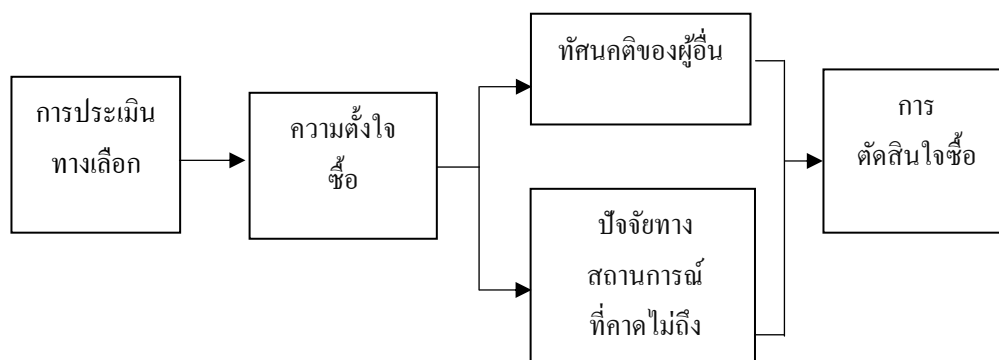 การประเมิน
ทางเลือก
ความตั้งใจ
ซื้อ
ทัศนคติของผู้อื่น
ปัจจัยทาง
สถานการณ์
ที่คาดไม่ถึง
การ
ตัดสินใจซื้อ